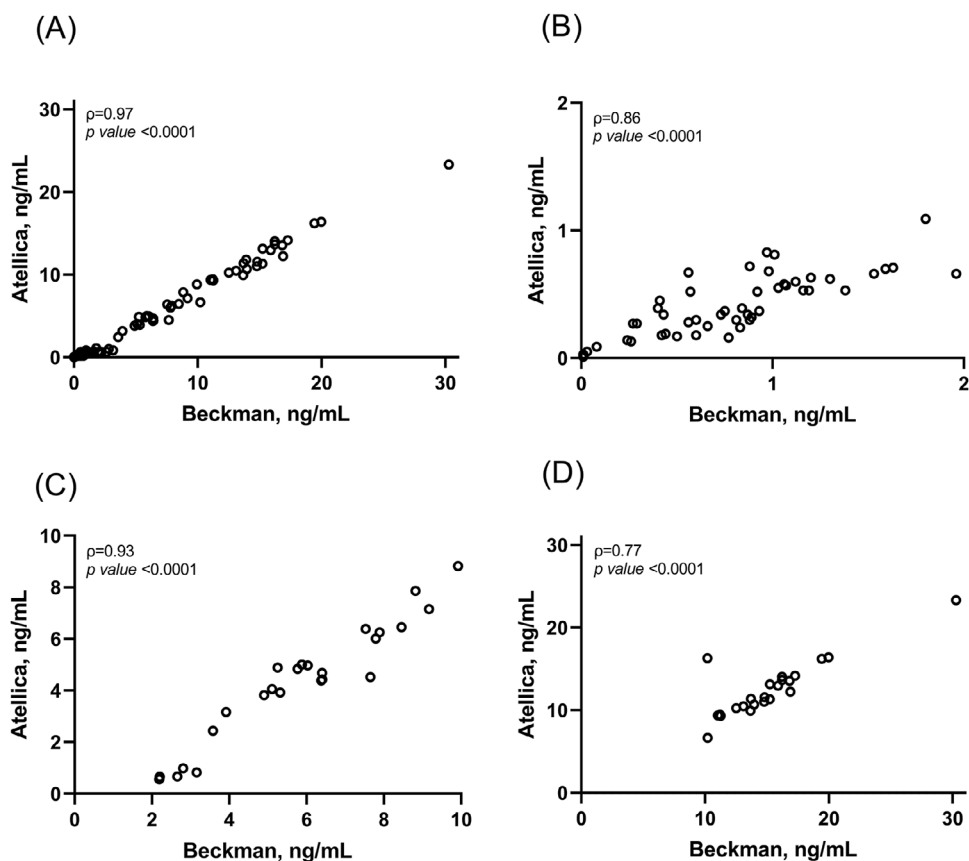 (A)
ρ=0.97
p value <0.0001
30
20
10
0
0 10 20 30
Atellica, ng/mL
Beckman, ng/mL
(B)
ρ=0.86
p value <0.0001
2
1
0
0 1 2
Atellica, ng/mL
Beckman, ng/mL
(C)
ρ=0.93
p value <0.0001
10
8
6
4
2
0
0 2 4 6 8 10
Atellica, ng/mL
Beckman, ng/mL
(D)
ρ=0.77
p value <0.0001
30
20
10
0
0 10 20 30
Atellica, ng/mL
Beckman, ng/mL